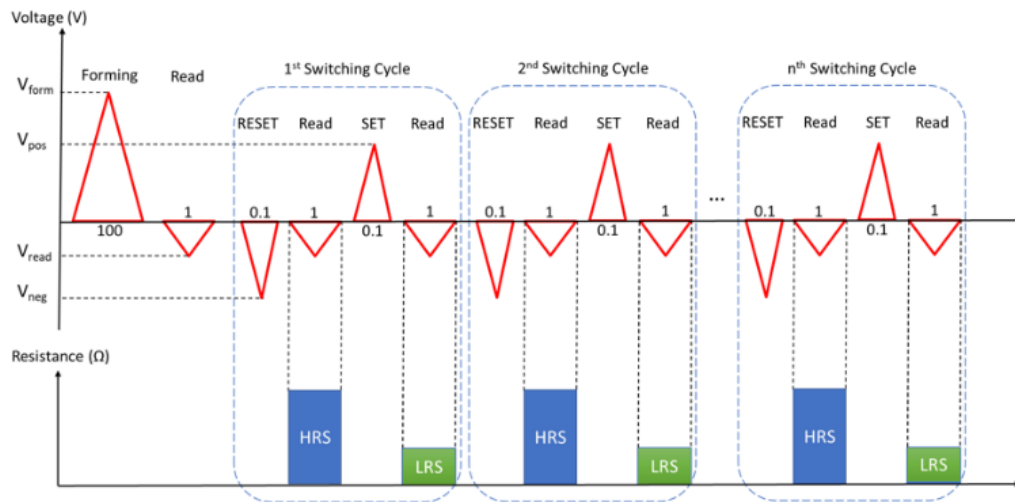 Voltage (V)
Forming Read
1st Switching Cycle 2nd Switching Cycle nth Switching Cycle
Vform
RESET Read SET Read RESET Read SET Read RESET Read SET Read
Vpos
1 0.1 1 1 0.1 1 1 ... 0.1 1 1
100 0.1 0.1 0.1
Vread
Vneg
Resistance (Ω)
HRS HRS HRS
LRS LRS LRS